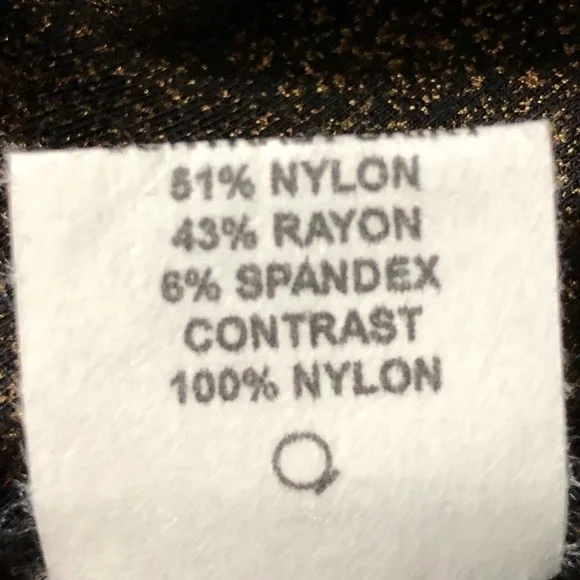 51% NYLON
43% RAYON
6% SPANDEX
CONTRAST
100% NYLON